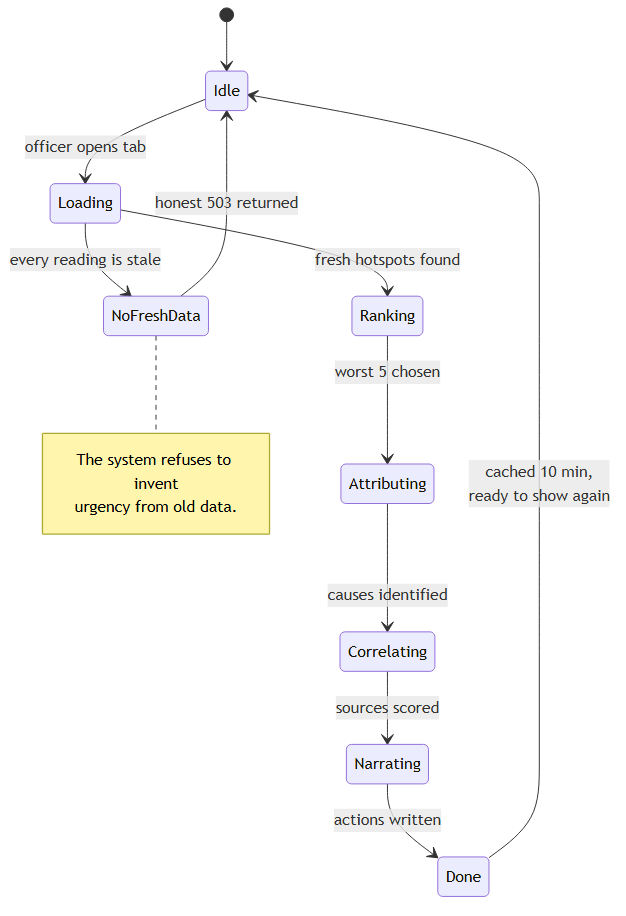 Idle
officer opens tab
Loading
honest 503 returned
every reading is stale
fresh hotspots found
NoFreshData
Ranking
worst 5 chosen
The system refuses to
invent
urgency from old data.
Attributing
cached 10 min,
ready to show again
causes identified
Correlating
sources scored
Narrating
actions written
Done